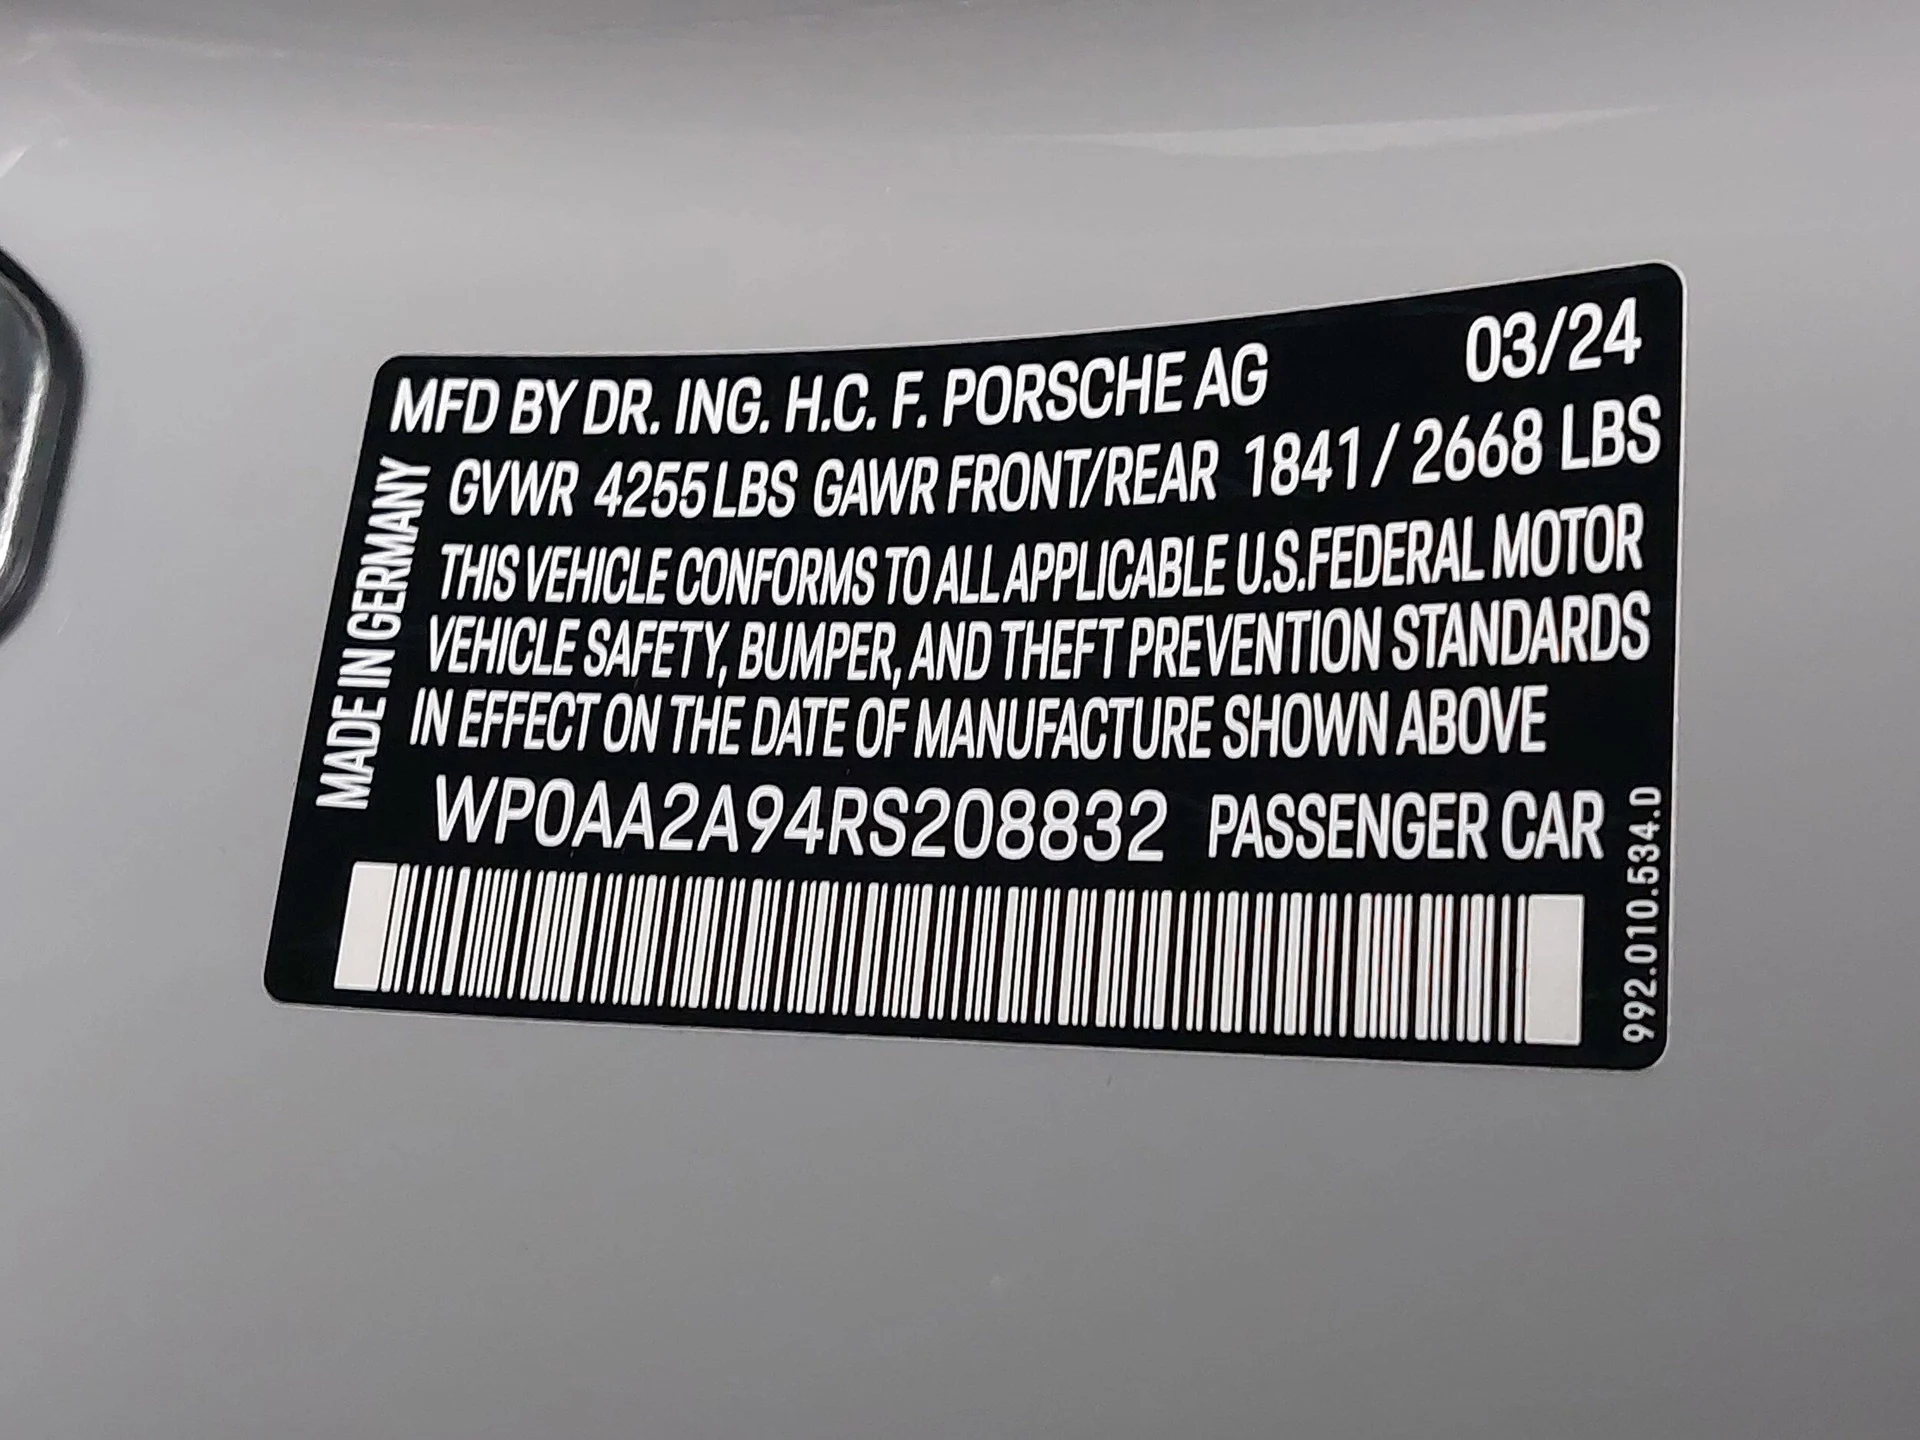 MFD BY DR. ING. H.C. F. PORSCHE AG 03/24
GVWR 4255 LBS GAWR FRONT/REAR 1841 / 2668 LBS
THIS VEHICLE CONFORMS TO ALL APPLICABLE U.S.FEDERAL MOTOR
VEHICLE SAFETY, BUMPER, AND THEFT PREVENTION STANDARDS
IN EFFECT ON THE DATE OF MANUFACTURE SHOWN ABOVE
WP0AA2A94RS208832 PASSENGER CAR
MADE IN GERMANY
992.010.534.D